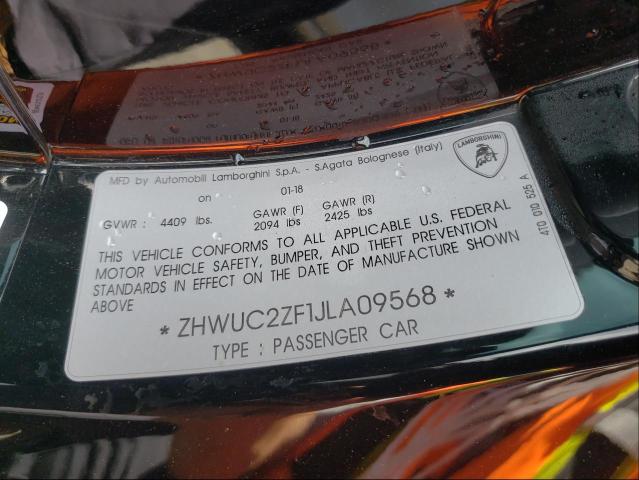 MFD by Automobili Lamborghini S.p.A. - S.Agata Bolognese (Italy)
on 01-18
GVWR : 4409 lbs. GAWR (F) 2094 lbs GAWR (R) 2425 lbs
THIS VEHICLE CONFORMS TO ALL APPLICABLE U.S. FEDERAL
MOTOR VEHICLE SAFETY, BUMPER, AND THEFT PREVENTION
STANDARDS IN EFFECT ON THE DATE OF MANUFACTURE SHOWN
ABOVE
* ZHWUC2ZF1JLA09568 *
TYPE : PASSENGER CAR
LAMBORGHINI
4T0 010 525 A